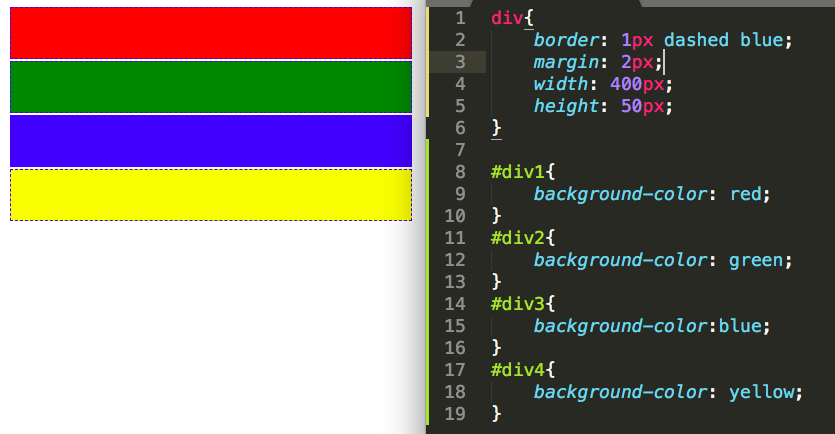 1 div{
2 border: 1px dashed blue;
3 margin: 2px;
4 width: 400px;
5 height: 50px;
6 }
7
8 #div1{
9 background-color: red;
10 }
11 #div2{
12 background-color: green;
13 }
14 #div3{
15 background-color:blue;
16 }
17 #div4{
18 background-color: yellow;
19 }